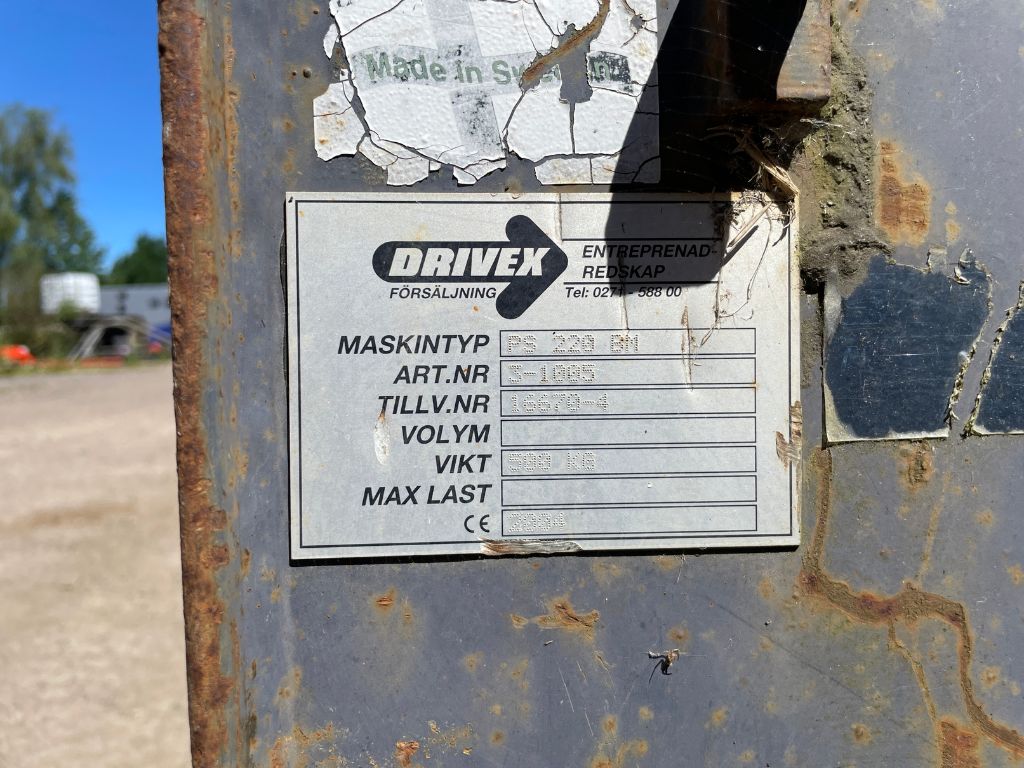 Made in Sweden
DRIVEX
FÖRSÄLJNING
ENTREPRENAD-
REDSKAP
Tel: 0271 - 588 00
MASKINTYP PS 220 BM
ART.NR 3-1005
TILLV.NR 16670-4
VOLYM
VIKT 500 KG
MAX LAST
CE 2004